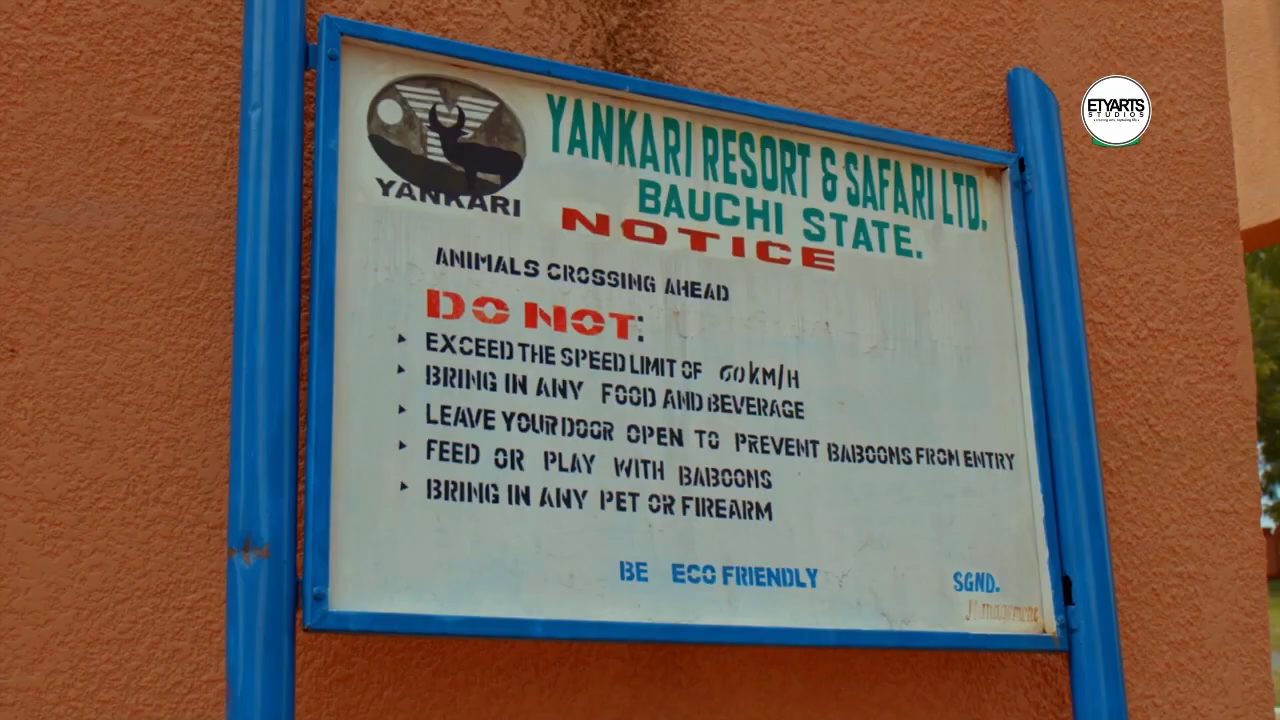 YANKARI
YANKARI RESORT & SAFARI LTD.
BAUCHI STATE.
NOTICE
ANIMALS CROSSING AHEAD
DO NOT:
‣ EXCEED THE SPEED LIMIT OF 60KM/H
‣ BRING IN ANY FOOD AND BEVERAGE
‣ LEAVE YOUR DOOR OPEN TO PREVENT BABOONS FROM ENTRY
‣ FEED OR PLAY WITH BABOONS
‣ BRING IN ANY PET OR FIREARM
BE ECO FRIENDLY
SGND.
Management
ETYARTS
STUDIOS